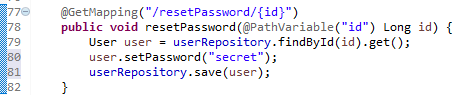 77 @GetMapping("/resetPassword/{id}")
78 public void resetPassword(@PathVariable("id") Long id) {
79 User user = userRepository.findById(id).get();
80 user.setPassword("secret");
81 userRepository.save(user);
82 }